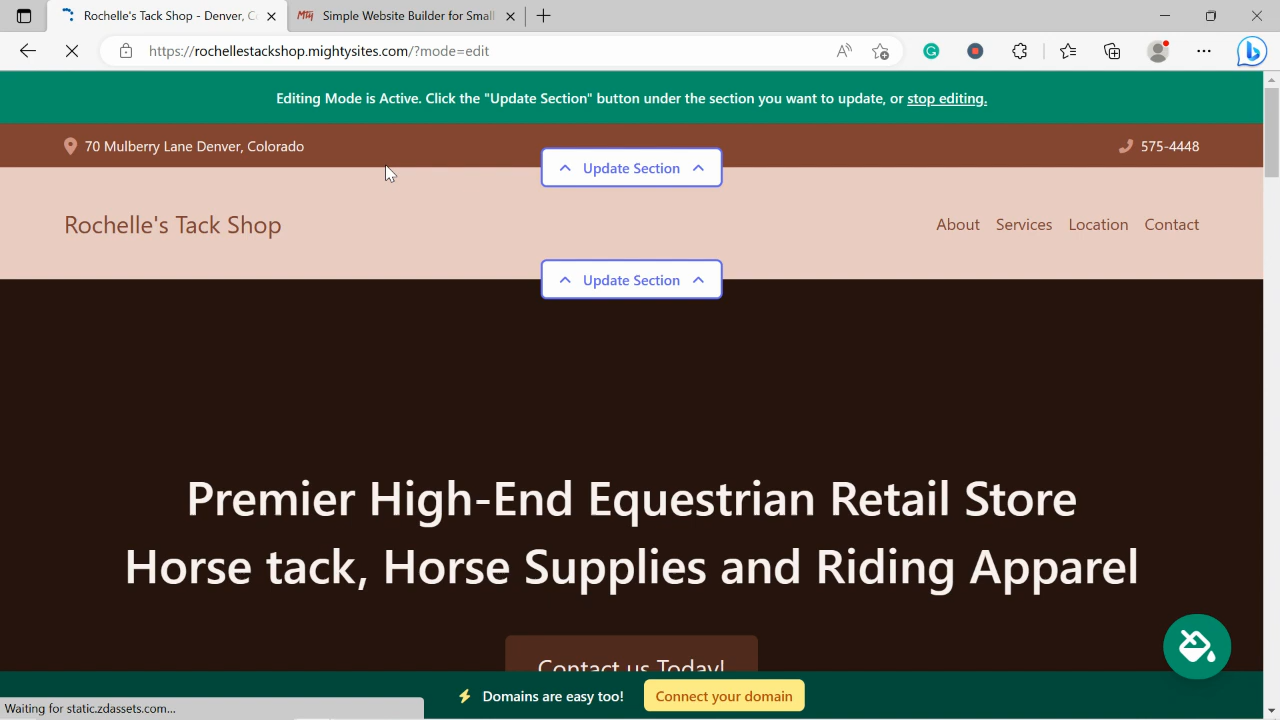 Rochelle's Tack Shop - Denver, C
Simple Website Builder for Small
https://rochellestackshop.mightysites.com/?mode=edit
Editing Mode is Active. Click the "Update Section" button under the section you want to update, or stop editing.
70 Mulberry Lane Denver, Colorado
575-4448
Update Section
Rochelle's Tack Shop
About Services Location Contact
Update Section
Premier High-End Equestrian Retail Store
Horse tack, Horse Supplies and Riding Apparel
Contact us Today!
Domains are easy too!
Connect your domain
Waiting for static.zdassets.com...